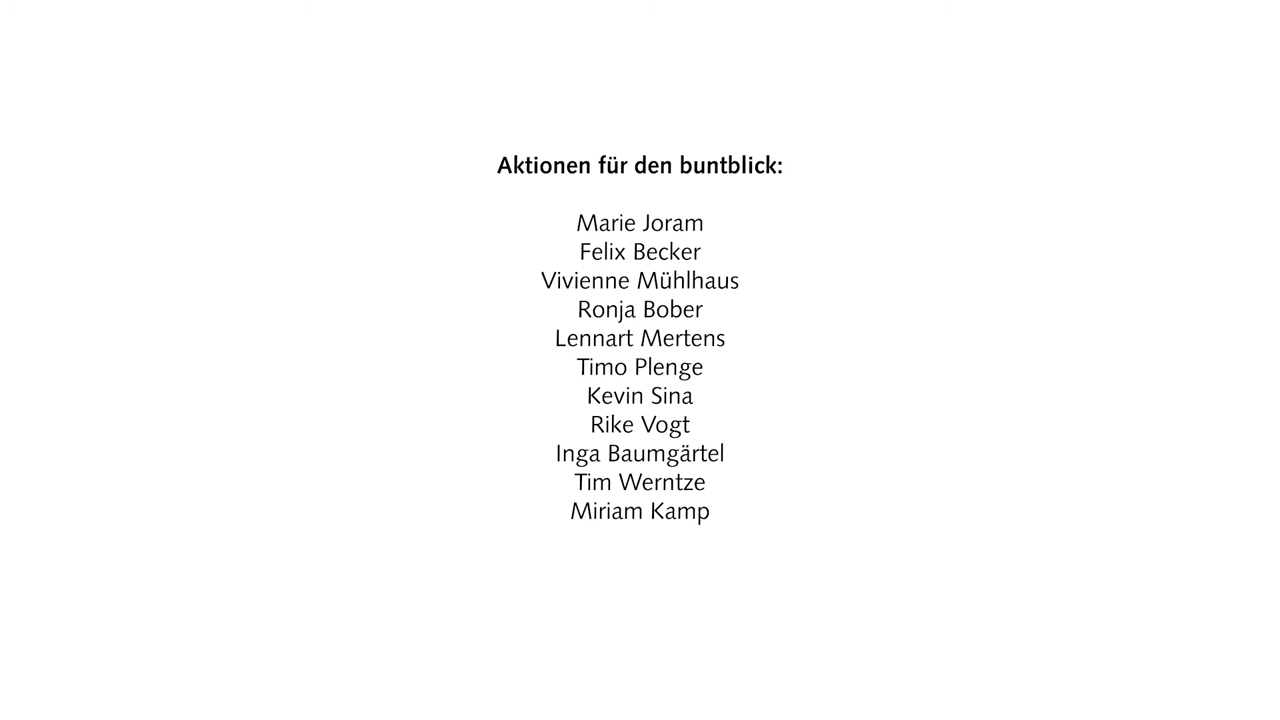 Aktionen für den buntblick:
Marie Joram
Felix Becker
Vivienne Mühlhaus
Ronja Bober
Lennart Mertens
Timo Plenge
Kevin Sina
Rike Vogt
Inga Baumgärtel
Tim Werntze
Miriam Kamp